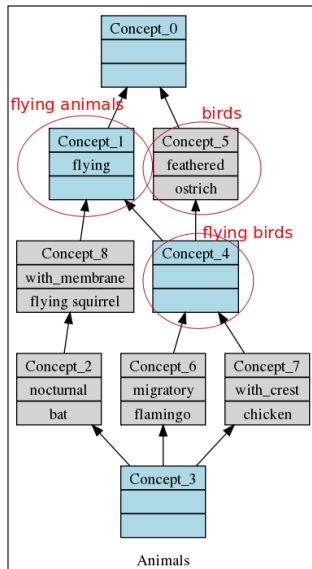 Concept_0
flying animals
birds
Concept_1
flying
Concept_5
feathered
ostrich
flying birds
Concept_8
with_membrane
flying squirrel
Concept_4
Concept_2
nocturnal
bat
Concept_6
migratory
flamingo
Concept_7
with_crest
chicken
Concept_3
Animals